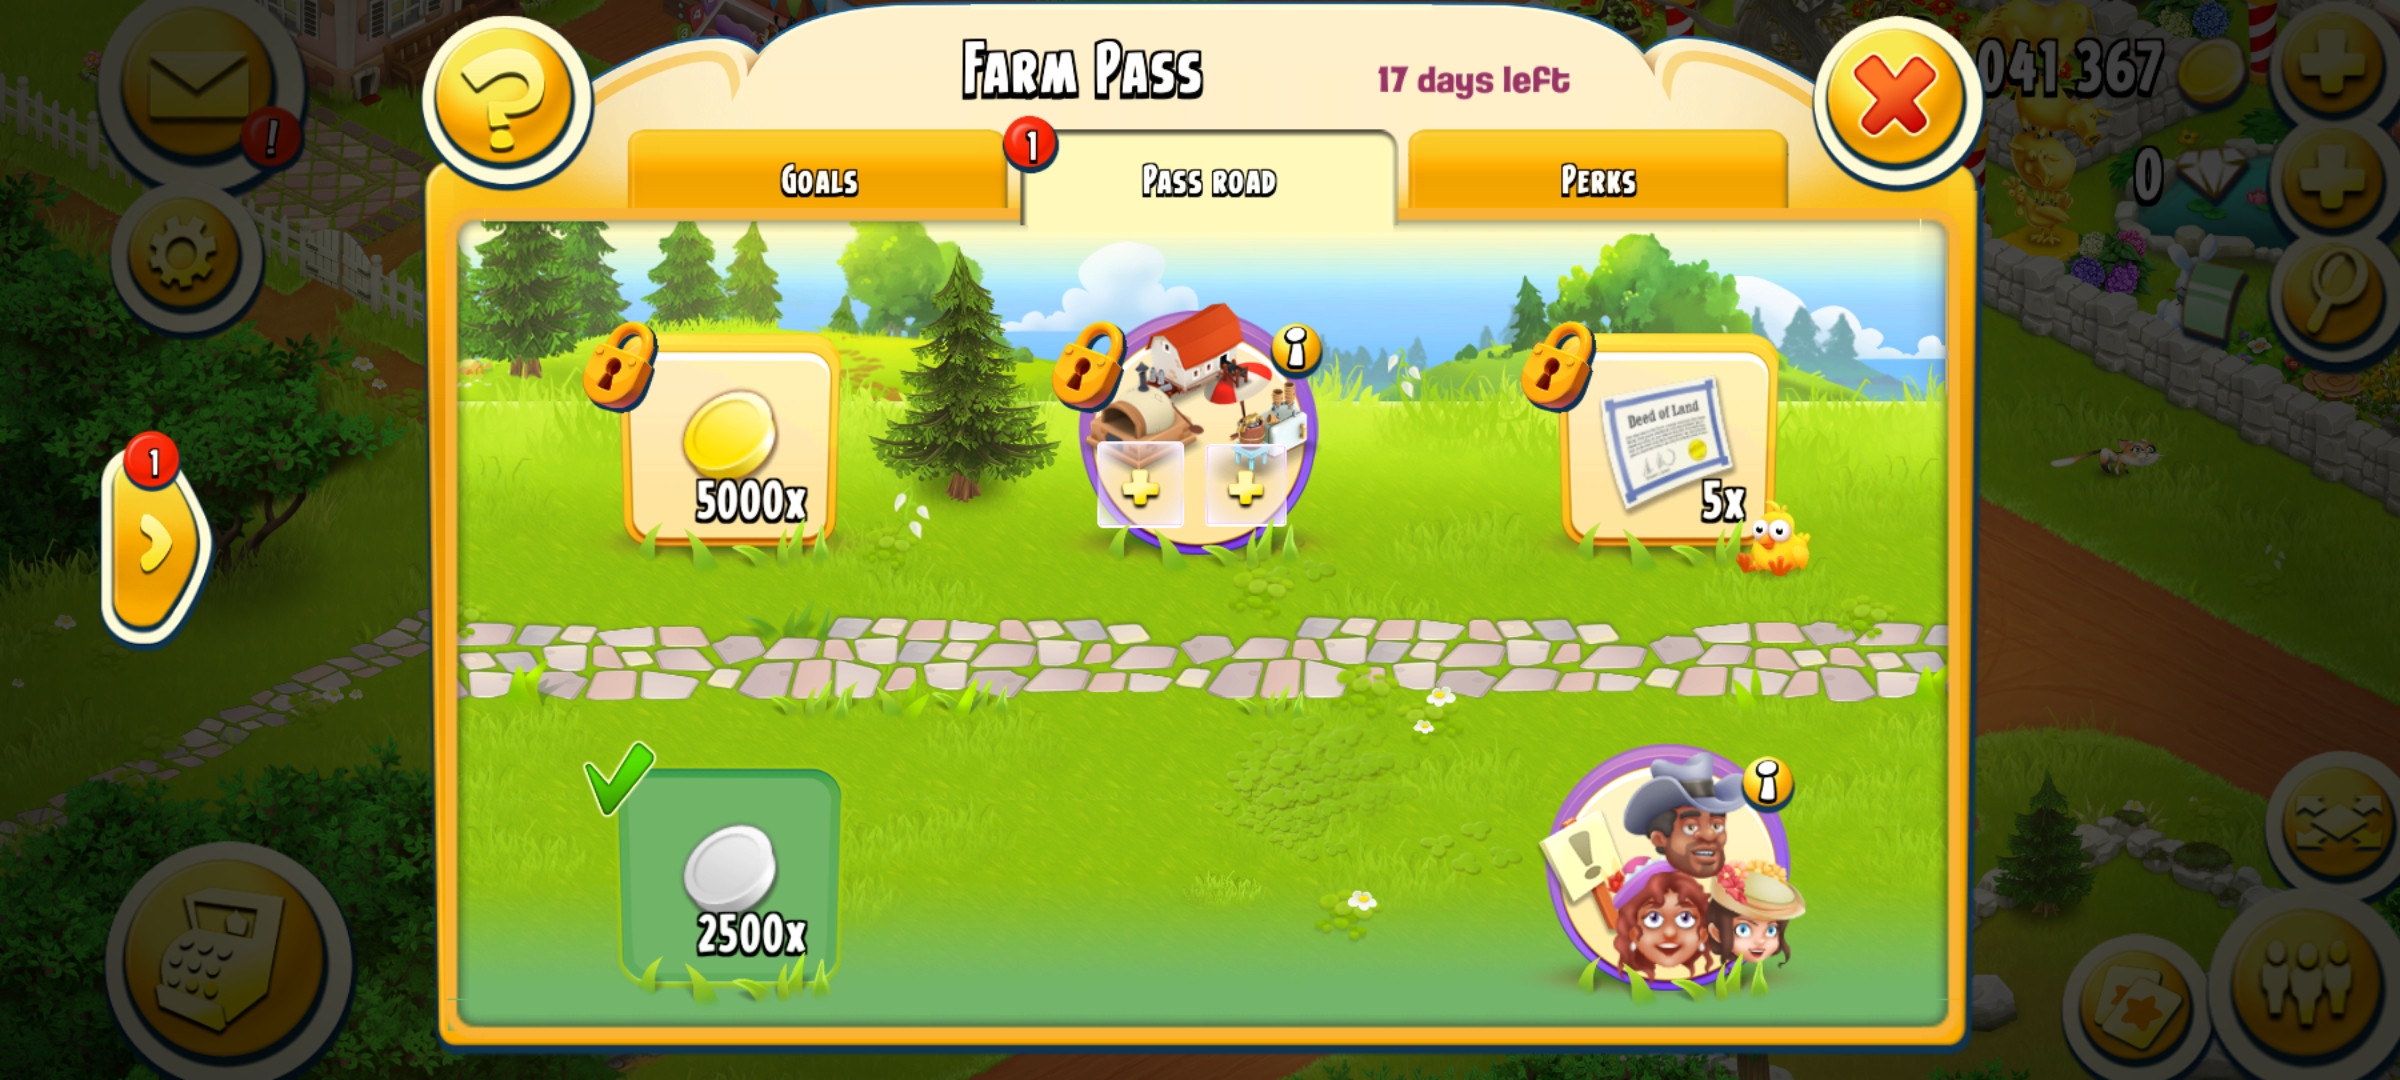 FARM PASS
17 days left
041 367
0
!
GOALS
1
PASS ROAD
PERKS
1
5000x
Deed of Land
5x
2500x
!